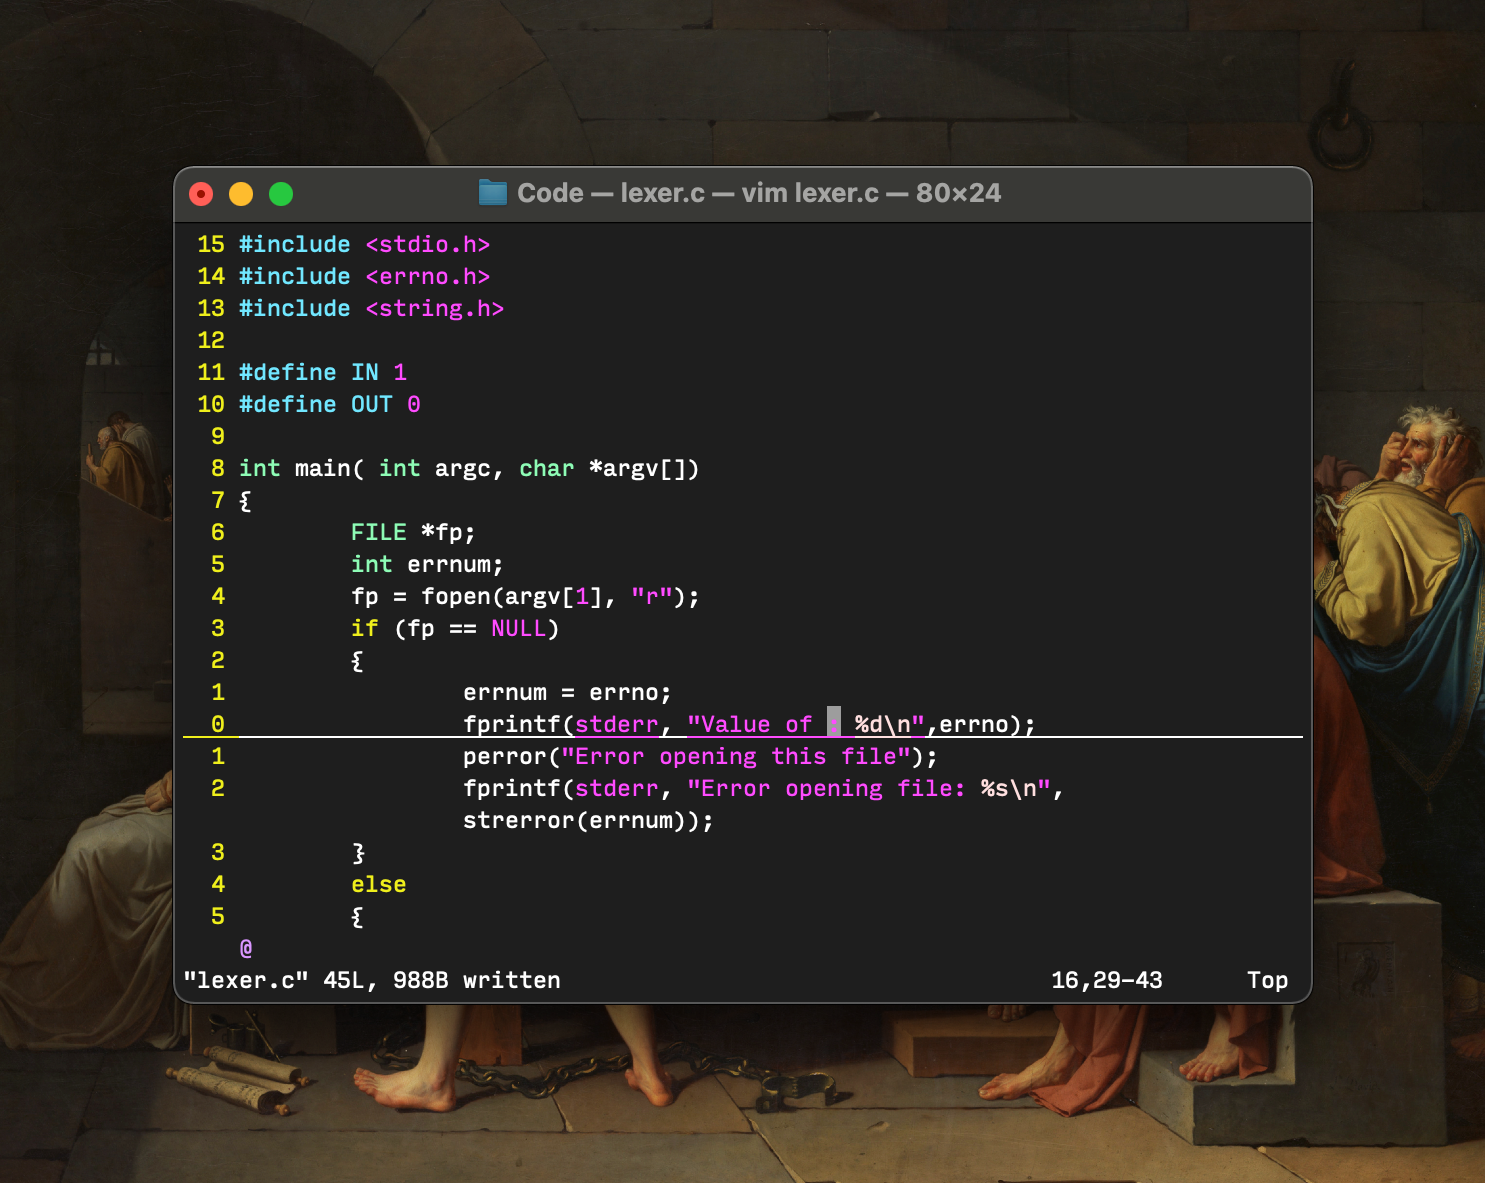 Code — lexer.c — vim lexer.c — 80×24
15 #include <stdio.h>
14 #include <errno.h>
13 #include <string.h>
12
11 #define IN 1
10 #define OUT 0
9
8 int main( int argc, char *argv[])
7 {
6 FILE *fp;
5 int errnum;
4 fp = fopen(argv[1], "r");
3 if (fp == NULL)
2 {
1 errnum = errno;
0 fprintf(stderr, "Value of : %d\n",errno);
1 perror("Error opening this file");
2 fprintf(stderr, "Error opening file: %s\n",
strerror(errnum));
3 }
4 else
5 {
@
"lexer.c" 45L, 988B written 16,29-43 Top